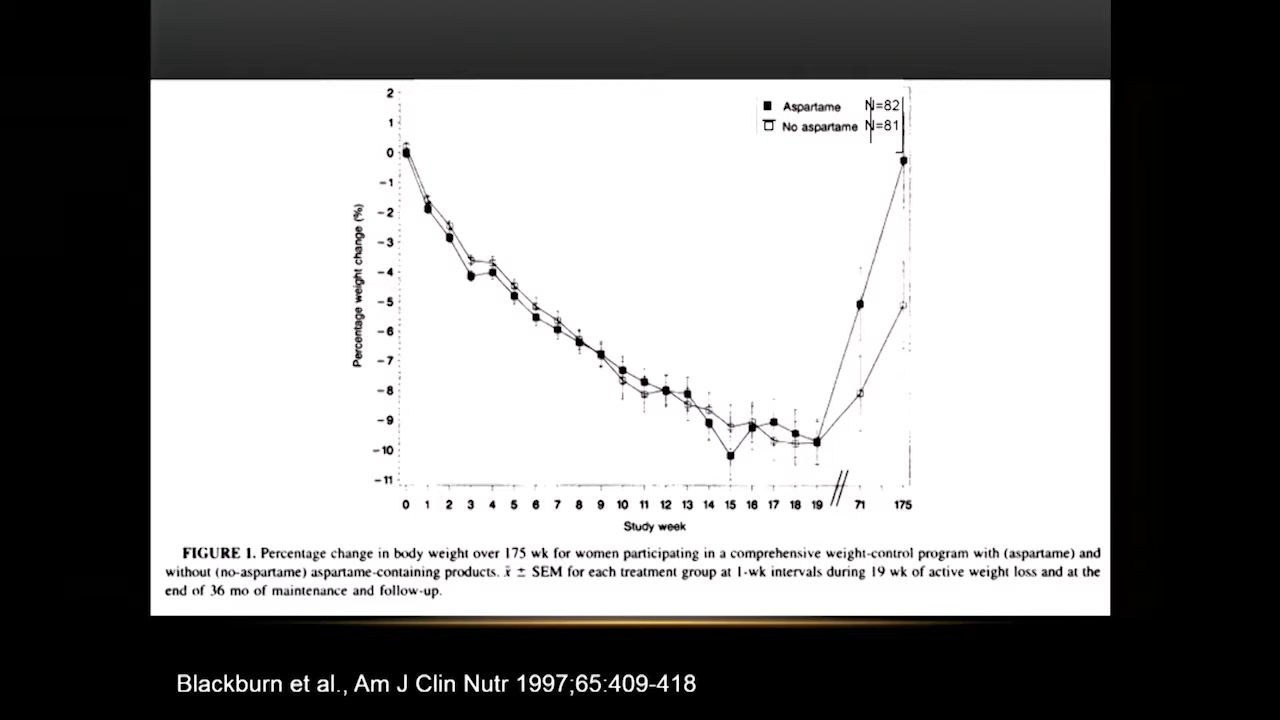 2
1
0
−1
−2
−3
−4
−5
−6
−7
−8
−9
−10
−11
Percentage weight change (%)
Aspartame N=82
No aspartame N=81
0 1 2 3 4 5 6 7 8 9 10 11 12 13 14 15 16 17 18 19 71 175
Study week
FIGURE 1. Percentage change in body weight over 175 wk for women participating in a comprehensive weight-control program with (aspartame) and
without (no-aspartame) aspartame-containing products. x̄ ± SEM for each treatment group at 1-wk intervals during 19 wk of active weight loss and at the
end of 36 mo of maintenance and follow-up.
Blackburn et al., Am J Clin Nutr 1997;65:409-418